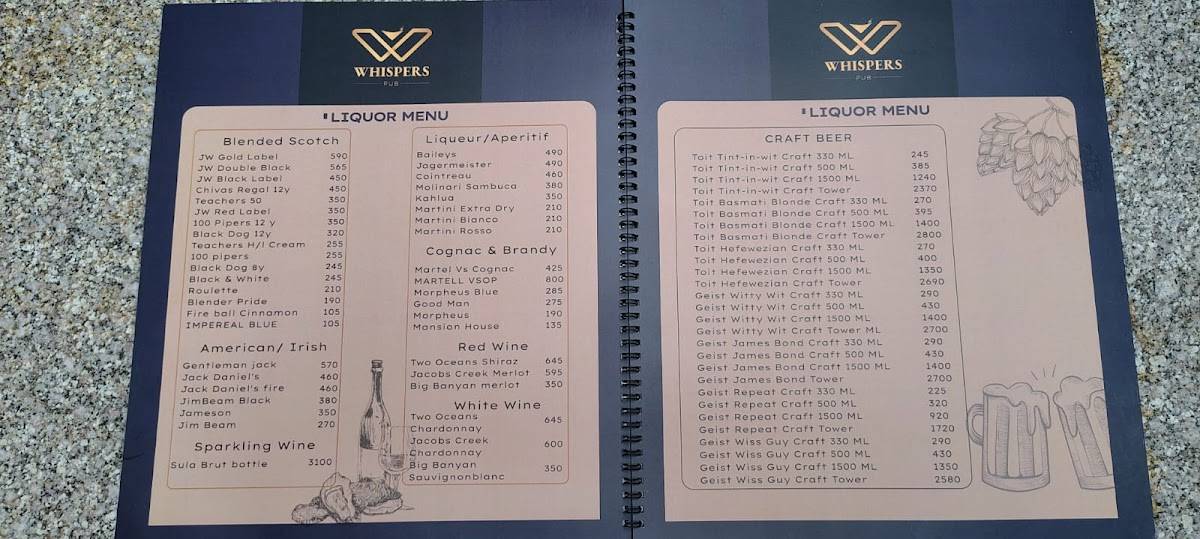 WHISPERS
PUB
LIQUOR MENU
Blended Scotch
JW Gold Label 590
JW Double Black 565
JW Black Label 450
Chivas Regal 12y 450
Teachers 50 350
JW Red Label 350
100 Pipers 12 y 350
Black Dog 12y 320
Teachers H/l Cream 255
100 pipers 255
Black Dog 8y 245
Black & White 245
Roulette 210
Blender Pride 190
Fire ball Cinnamon 105
IMPEREAL BLUE 105
American/ Irish
Gentleman jack 570
Jack Daniel's 460
Jack Daniel's fire 460
JimBeam Black 380
Jameson 350
Jim Beam 270
Sparkling Wine
Sula Brut bottle 3100
Liqueur/Aperitif
Baileys 490
Jagermeister 490
Cointreau 460
Molinari Sambuca 380
Kahlua 350
Martini Extra Dry 210
Martini Bianco 210
Martini Rosso 210
Cognac & Brandy
Martel Vs Cognac 425
MARTELL VSOP 800
Morpheus Blue 285
Good Man 275
Morpheus 190
Mansion House 135
Red Wine
Two Oceans Shiraz 645
Jacobs Creek Merlot 595
Big Banyan merlot 350
White Wine
Two Oceans
Chardonnay 645
Jacobs Creek
Chardonnay 600
Big Banyan
Sauvignonblanc 350
WHISPERS
PUB
LIQUOR MENU
CRAFT BEER
Toit Tint-in-wit Craft 330 ML 245
Toit Tint-in-wit Craft 500 ML 385
Toit Tint-in-wit Craft 1500 ML 1240
Toit Tint-in-wit Craft Tower 2370
Toit Basmati Blonde Craft 330 ML 270
Toit Basmati Blonde Craft 500 ML 395
Toit Basmati Blonde Craft 1500 ML 1400
Toit Basmati Blonde Craft Tower 2800
Toit Hefewezian Craft 330 ML 270
Toit Hefewezian Craft 500 ML 400
Toit Hefewezian Craft 1500 ML 1350
Toit Hefewezian Craft Tower 2690
Geist Witty Wit Craft 330 ML 290
Geist Witty Wit Craft 500 ML 430
Geist Witty Wit Craft 1500 ML 1400
Geist Witty Wit Craft Tower ML 2700
Geist James Bond Craft 330 ML 290
Geist James Bond Craft 500 ML 430
Geist James Bond Craft 1500 ML 1400
Geist James Bond Tower 2700
Geist Repeat Craft 330 ML 225
Geist Repeat Craft 500 ML 320
Geist Repeat Craft 1500 ML 920
Geist Repeat Craft Tower 1720
Geist Wiss Guy Craft 330 ML 290
Geist Wiss Guy Craft 500 ML 430
Geist Wiss Guy Craft 1500 ML 1350
Geist Wiss Guy Craft Tower 2580